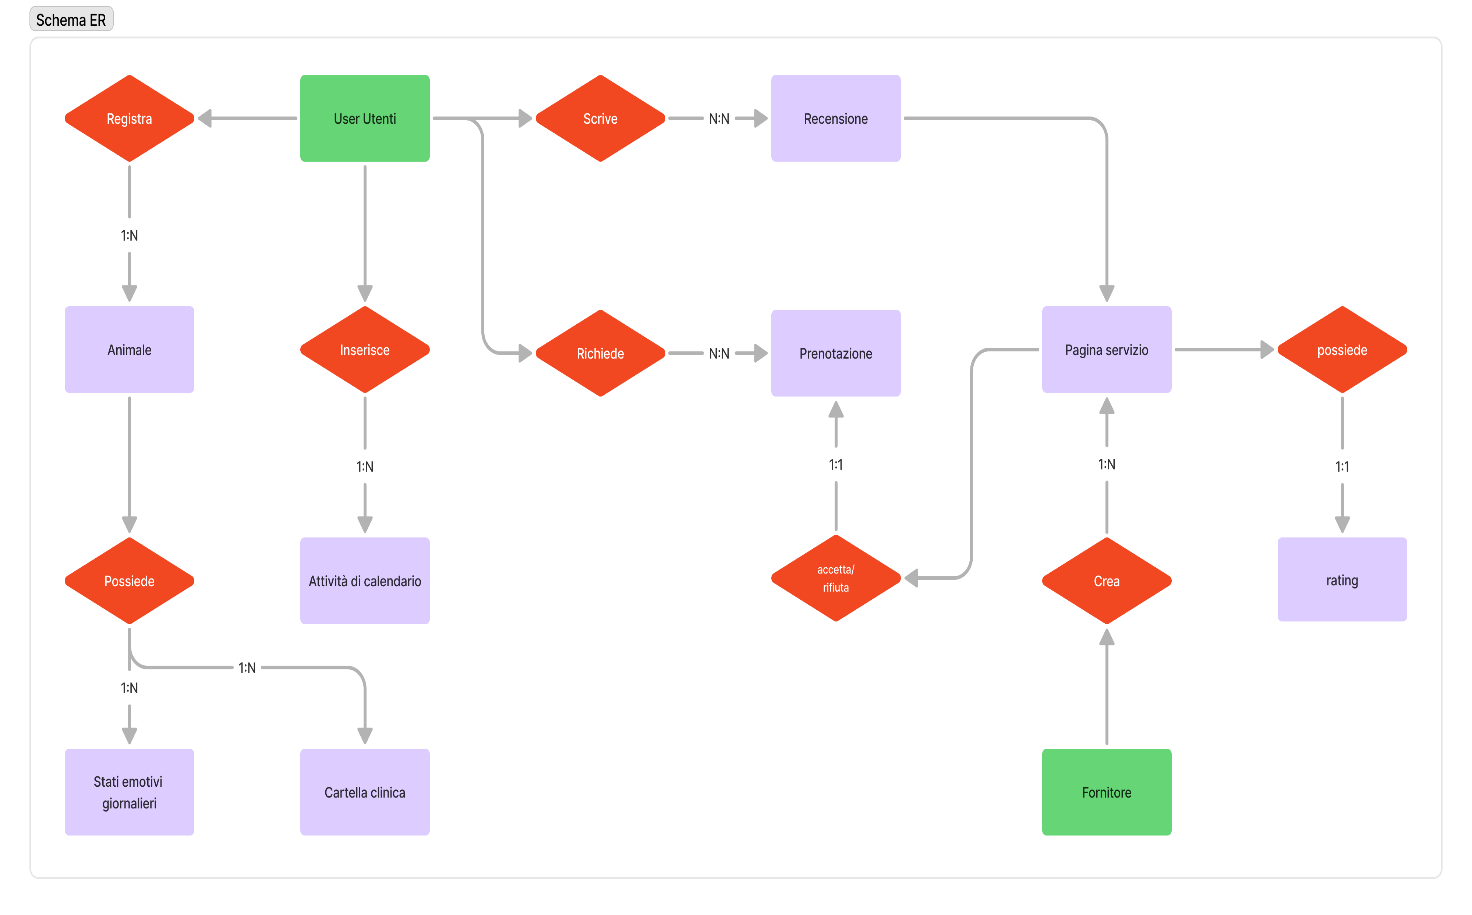 Schema ER
Registra
User Utenti
Scrive
N:N
Recensione
1:N
Animale
Inserisce
Richiede
N:N
Prenotazione
Pagina servizio
possiede
1:N
1:1
1:N
1:1
Possiede
Attività di calendario
accetta/
rifiuta
Crea
rating
1:N
1:N
Stati emotivi
giornalieri
Cartella clinica
Fornitore